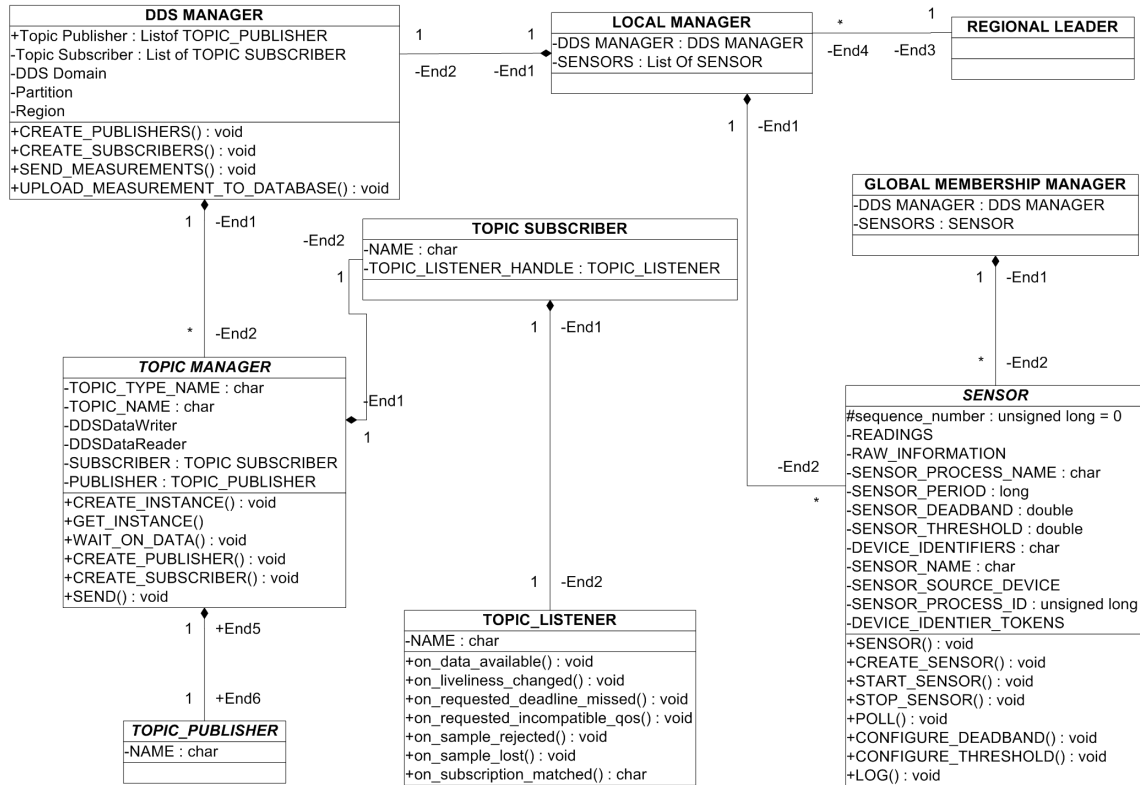 DDS MANAGER
+Topic Publisher : Listof TOPIC_PUBLISHER
-Topic Subscriber : List of TOPIC SUBSCRIBER
-DDS Domain
-Partition
-Region
+CREATE_PUBLISHERS() : void
+CREATE_SUBSCRIBERS() : void
+SEND_MEASUREMENTS() : void
+UPLOAD_MEASUREMENT_TO_DATABASE() : void
1
1
-End2
-End1
LOCAL MANAGER
-DDS MANAGER : DDS MANAGER
-SENSORS : List Of SENSOR
*
1
-End4
-End3
REGIONAL LEADER
1
-End1
1
-End1
GLOBAL MEMBERSHIP MANAGER
-DDS MANAGER : DDS MANAGER
-SENSORS : SENSOR
TOPIC SUBSCRIBER
-NAME : char
-TOPIC_LISTENER_HANDLE : TOPIC_LISTENER
-End2
1
1
-End1
1
-End1
*
-End2
*
-End2
TOPIC MANAGER
-TOPIC_TYPE_NAME : char
-TOPIC_NAME : char
-DDSDataWriter
-DDSDataReader
-SUBSCRIBER : TOPIC SUBSCRIBER
-PUBLISHER : TOPIC_PUBLISHER
+CREATE_INSTANCE() : void
+GET_INSTANCE()
+WAIT_ON_DATA() : void
+CREATE_PUBLISHER() : void
+CREATE_SUBSCRIBER() : void
+SEND() : void
-End1
1
-End2
*
SENSOR
#sequence_number : unsigned long = 0
-READINGS
-RAW_INFORMATION
-SENSOR_PROCESS_NAME : char
-SENSOR_PERIOD : long
-SENSOR_DEADBAND : double
-SENSOR_THRESHOLD : double
-DEVICE_IDENTIFIERS : char
-SENSOR_NAME : char
-SENSOR_SOURCE_DEVICE
-SENSOR_PROCESS_ID : unsigned long
-DEVICE_IDENTIER_TOKENS
+SENSOR() : void
+CREATE_SENSOR() : void
+START_SENSOR() : void
+STOP_SENSOR() : void
+POLL() : void
+CONFIGURE_DEADBAND() : void
+CONFIGURE_THRESHOLD() : void
+LOG() : void
1
-End2
TOPIC_LISTENER
-NAME : char
+on_data_available() : void
+on_liveliness_changed() : void
+on_requested_deadline_missed() : void
+on_requested_incompatible_qos() : void
+on_sample_rejected() : void
+on_sample_lost() : void
+on_subscription_matched() : char
1
+End5
1
+End6
TOPIC_PUBLISHER
-NAME : char